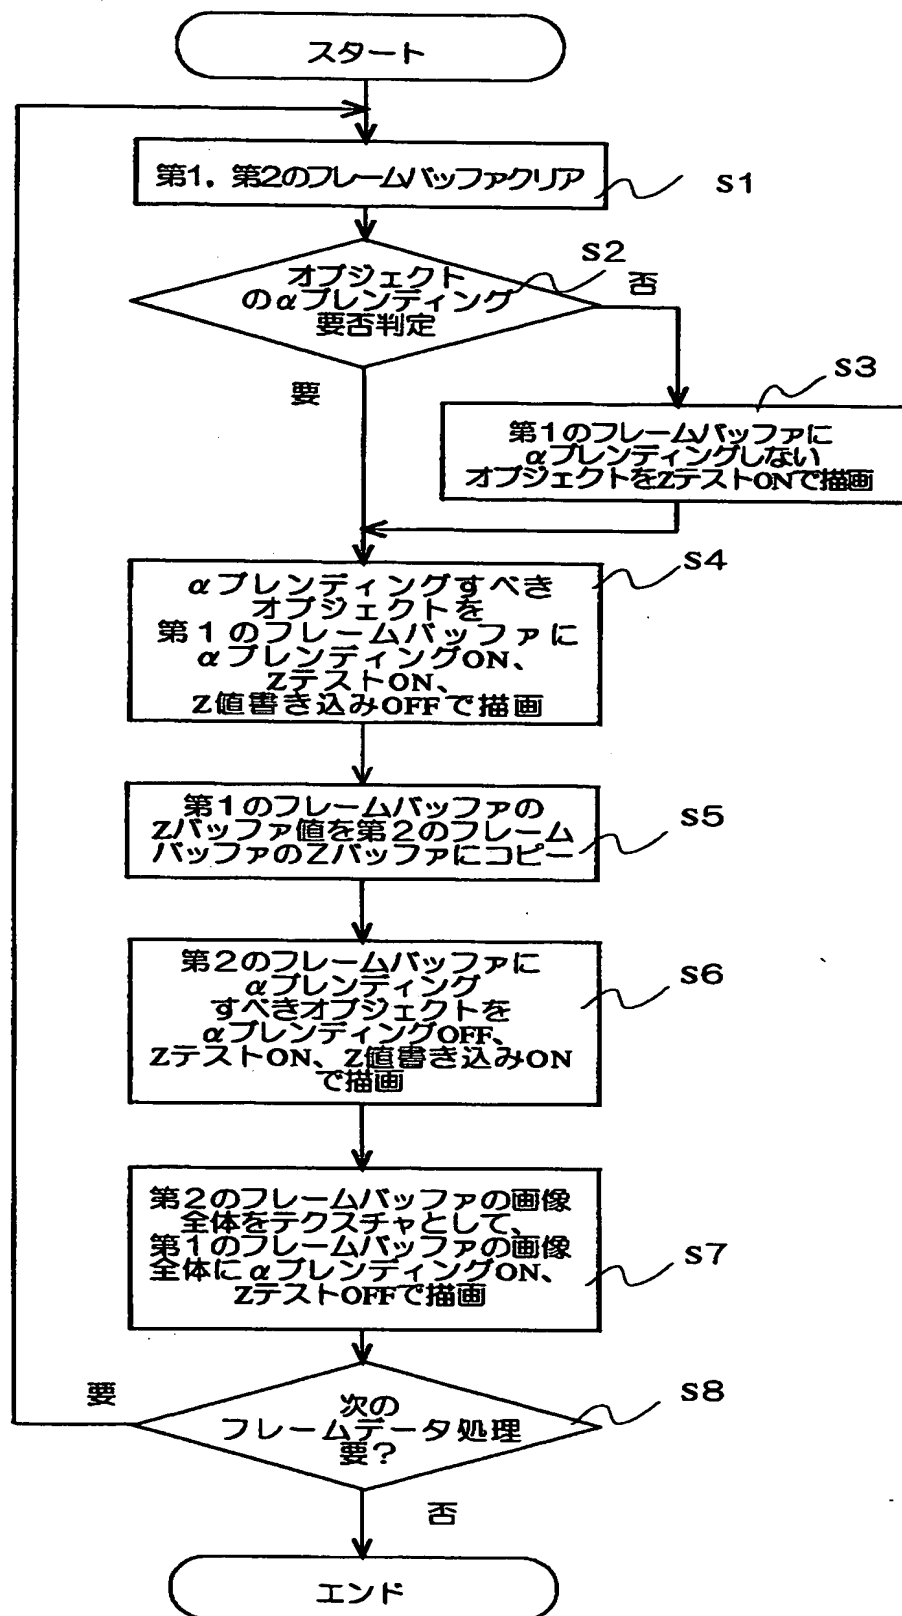 スタート
第1．第2のフレームバッファクリア
S1
S2
オブジェクト
のαブレンディング
要否判定
否
要
S3
第1のフレームバッファに
αブレンディングしない
オブジェクトをZテストONで描画
S4
αブレンディングすべき
オブジェクトを
第1のフレームバッファに
αブレンディングON、
ZテストON、
Z値書き込みOFFで描画
第1のフレームバッファの
Zバッファ値を第2のフレーム
バッファのZバッファにコピー
S5
第2のフレームバッファに
αブレンディング
すべきオブジェクトを
αブレンディングOFF、
ZテストON、Z値書き込みON
で描画
S6
第2のフレームバッファの画像
全体をテクスチャとして、
第1のフレームバッファの画像
全体にαブレンディングON、
ZテストOFFで描画
S7
要
次の
フレームデータ処理
要?
S8
否
エンド